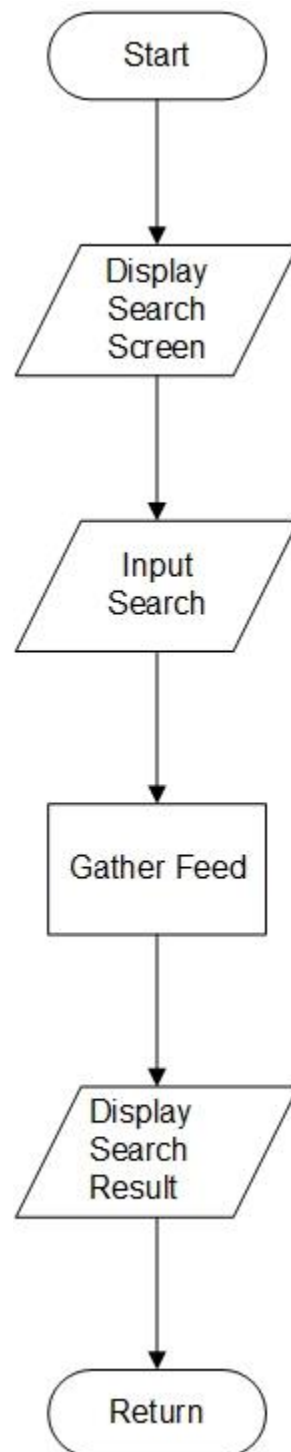 Start
Display
Search
Screen
Input
Search
Gather Feed
Display
Search
Result
Return